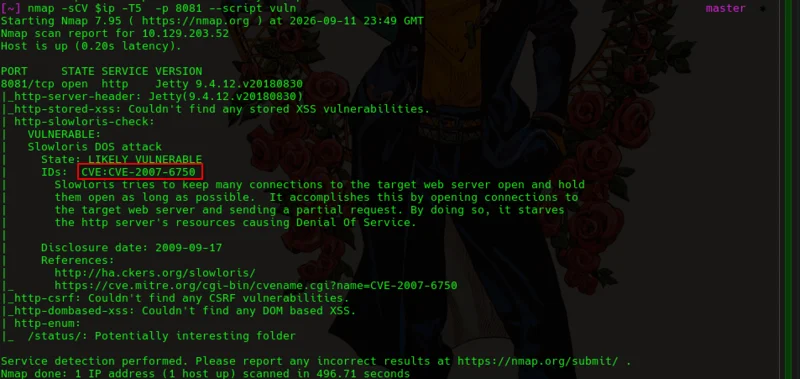 [~] nmap -sCV $ip -T5 -p 8081 --script vuln master
Starting Nmap 7.95 ( https://nmap.org ) at 2026-09-11 23:49 GMT
Nmap scan report for 10.129.203.52
Host is up (0.20s latency).
PORT STATE SERVICE VERSION
8081/tcp open http Jetty 9.4.12.v20180830
|_http-server-header: Jetty(9.4.12.v20180830)
|_http-stored-xss: Couldn't find any stored XSS vulnerabilities.
| http-slowloris-check:
| VULNERABLE:
| Slowloris DOS attack
| State: LIKELY VULNERABLE
| IDs: CVE:CVE-2007-6750
| Slowloris tries to keep many connections to the target web server open and hold
| them open as long as possible. It accomplishes this by opening connections to
| the target web server and sending a partial request. By doing so, it starves
| the http server's resources causing Denial Of Service.
|
| Disclosure date: 2009-09-17
| References:
| http://ha.ckers.org/slowloris/
|_ https://cve.mitre.org/cgi-bin/cvename.cgi?name=CVE-2007-6750
|_http-csrf: Couldn't find any CSRF vulnerabilities.
|_http-dombased-xss: Couldn't find any DOM based XSS.
| http-enum:
|_ /status/: Potentially interesting folder
Service detection performed. Please report any incorrect results at https://nmap.org/submit/ .
Nmap done: 1 IP address (1 host up) scanned in 496.71 seconds